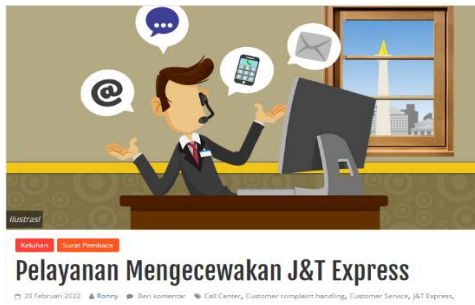 Ilustrasi
Keluhan Surat Pembaca
Pelayanan Mengecewakan J&T Express
20 Februari 2022 Ronny Beri komentar Call Center, Customer complaint handling, Customer Service, J&T Express,